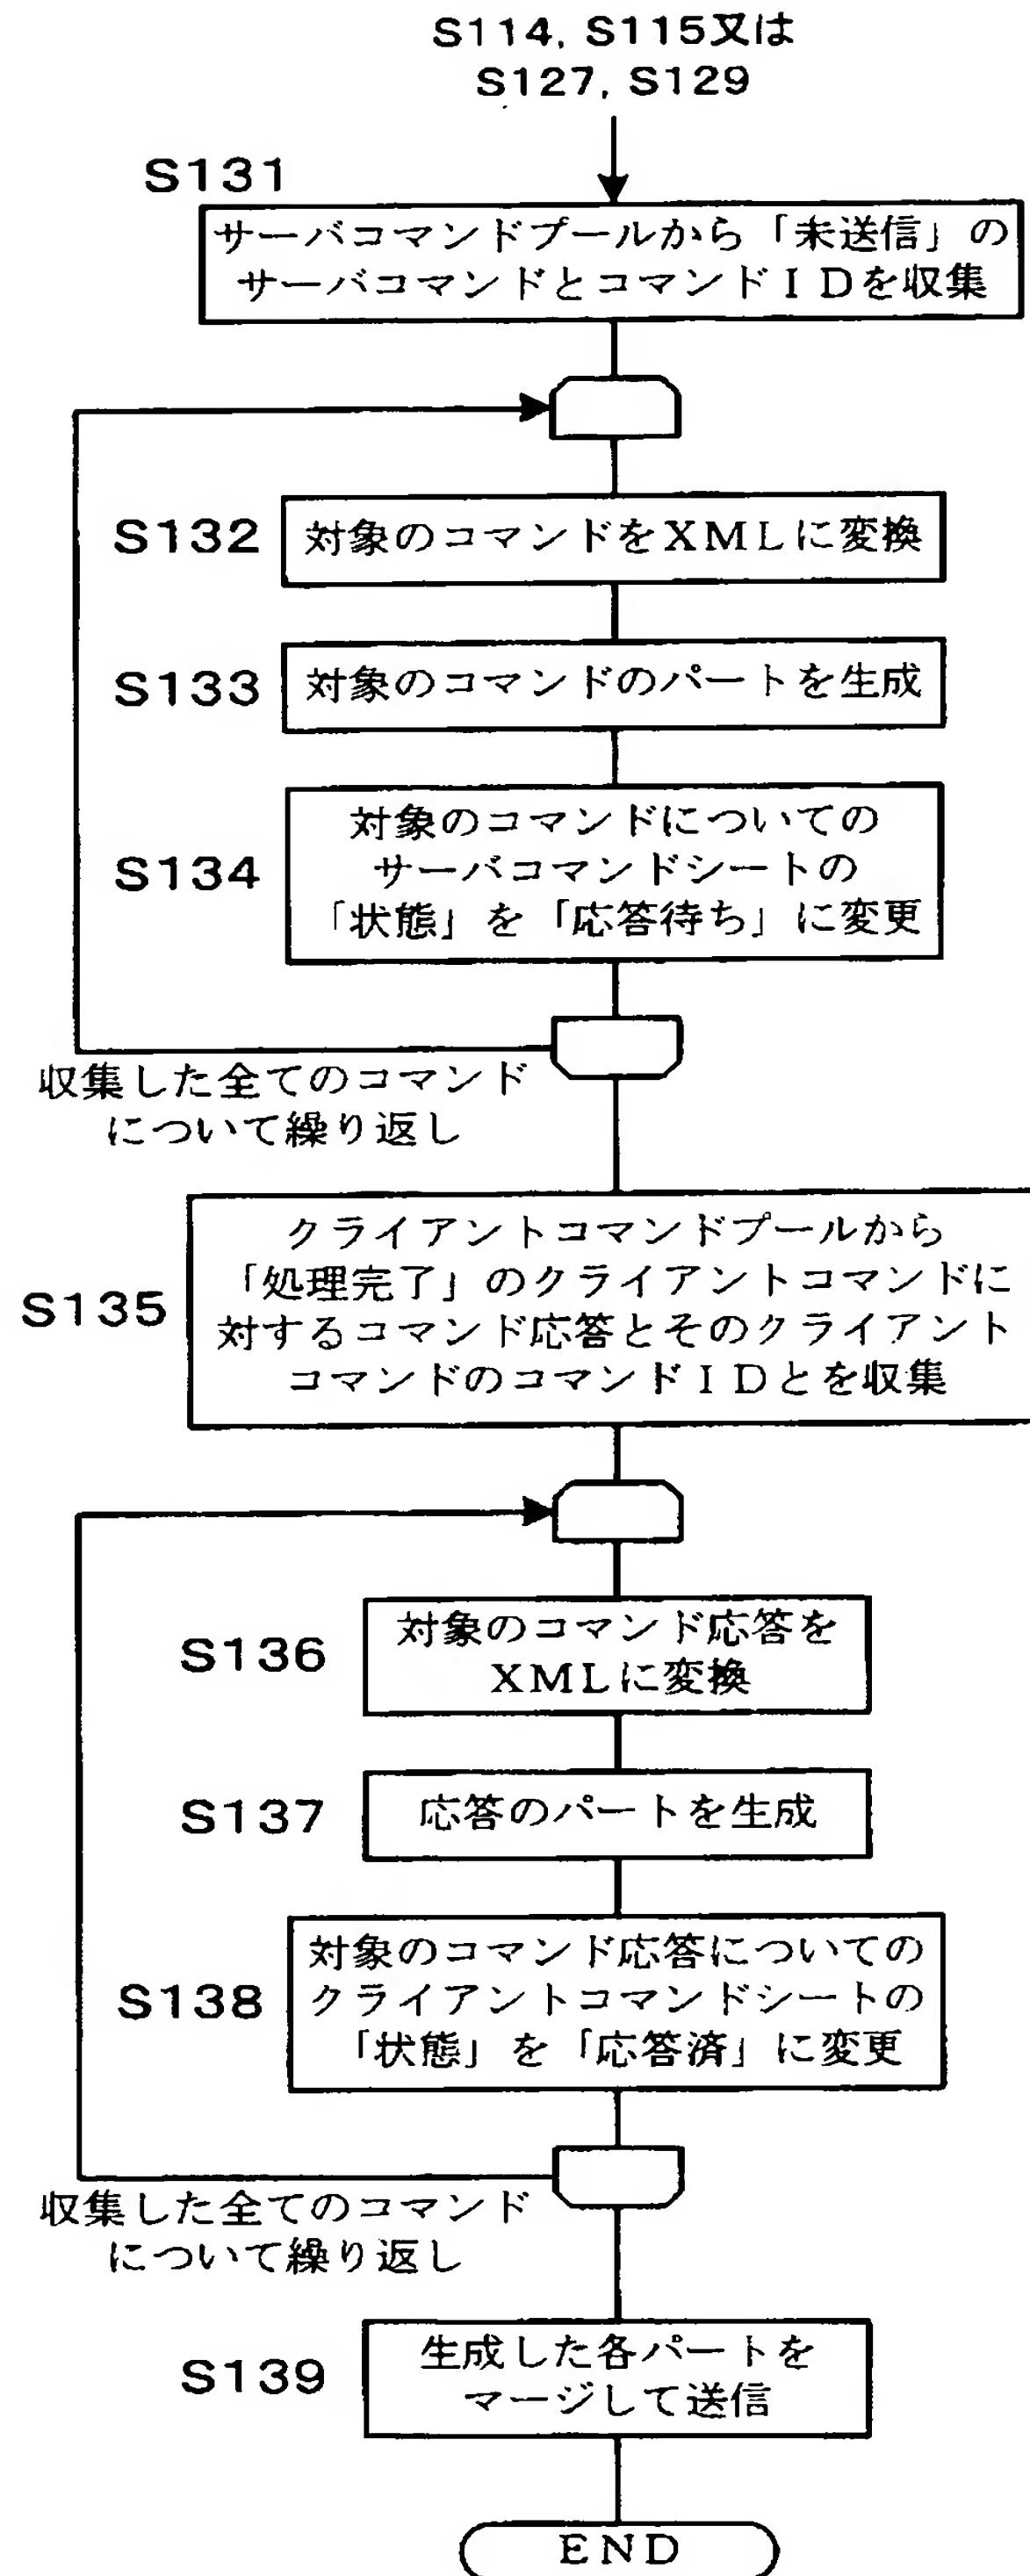 S114, S115又は
S127, S129
S131
サーバコマンドプールから「未送信」の
サーバコマンドとコマンドＩＤを収集
S132
対象のコマンドをXMLに変換
S133
対象のコマンドのパートを生成
S134
対象のコマンドについての
サーバコマンドシートの
「状態」を「応答待ち」に変更
収集した全てのコマンド
について繰り返し
S135
クライアントコマンドプールから
「処理完了」のクライアントコマンドに
対するコマンド応答とそのクライアント
コマンドのコマンドＩＤとを収集
S136
対象のコマンド応答を
XMLに変換
S137
応答のパートを生成
S138
対象のコマンド応答についての
クライアントコマンドシートの
「状態」を「応答済」に変更
収集した全てのコマンド
について繰り返し
S139
生成した各パートを
マージして送信
END